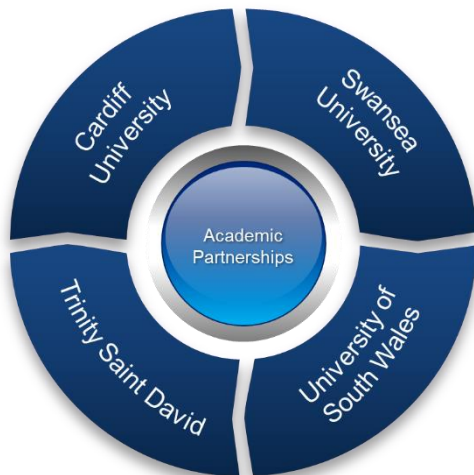 Cardiff
University
Swansea
University
Academic
Partnerships
Trinity Saint David
University of
South Wales